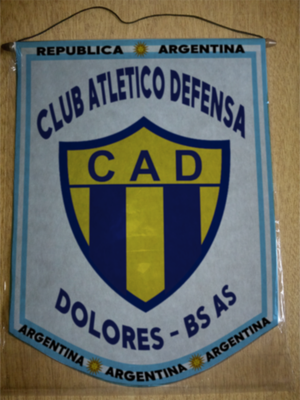 REPUBLICA ARGENTINA
CLUB ATLETICO DEFENSA
CAD
DOLORES - BS AS
ARGENTINA ARGENTINA ARGENTINA